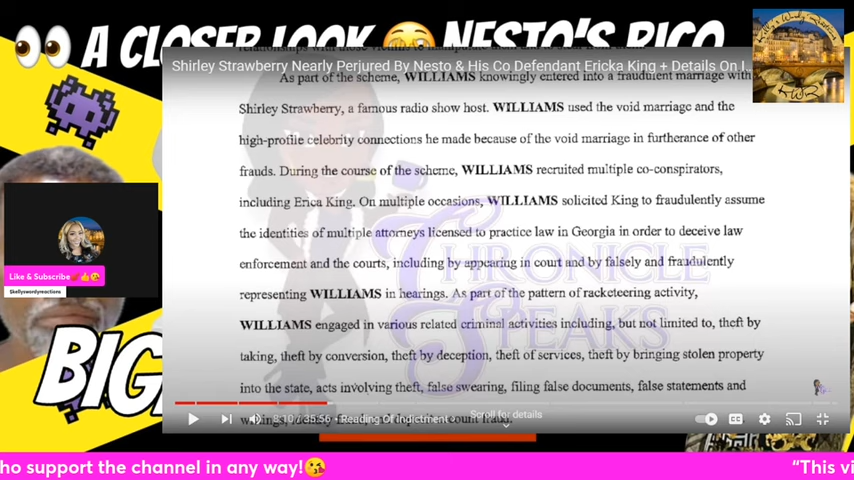 A CLOSER LOOK NESTO'S RICO
Shirley Strawberry Nearly Perjured By Nesto & His Co Defendant Ericka King + Details On I...
As part of the scheme, WILLIAMS knowingly entered into a fraudulent marriage with
Shirley Strawberry, a famous radio show host. WILLIAMS used the void marriage and the
high-profile celebrity connections he made because of the void marriage in furtherance of other
frauds. During the course of the scheme, WILLIAMS recruited multiple co-conspirators,
including Erica King. On multiple occasions, WILLIAMS solicited King to fraudulently assume
the identities of multiple attorneys licensed to practice law in Georgia in order to deceive law
enforcement and the courts, including by appearing in court and by falsely and fraudulently
representing WILLIAMS in hearings. As part of the pattern of racketeering activity,
WILLIAMS engaged in various related criminal activities including, but not limited to, theft by
taking, theft by conversion, theft by deception, theft of services, theft by bringing stolen property
into the state, acts involving theft, false swearing, filing false documents, false statements and
CHRONICLE
SPEAKS
Like & Subscribe
Skellyswordyreactions
BIG
/ 35:56 • Reading Of Indictment
Scroll for details
CC
ho support the channel in any way!
"This vi